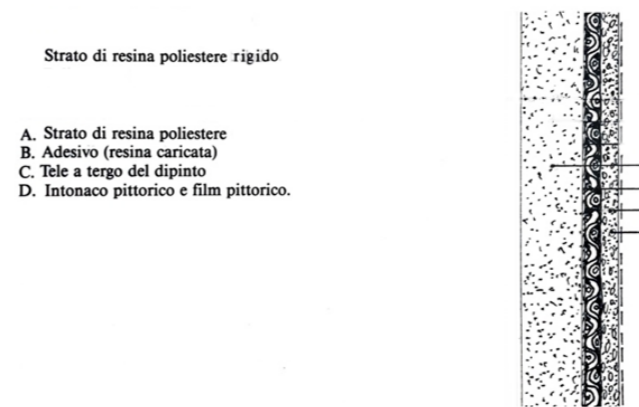 Strato di resina poliestere rigido
A. Strato di resina poliestere
B. Adesivo (resina caricata)
C. Tele a tergo del dipinto
D. Intonaco pittorico e film pittorico.